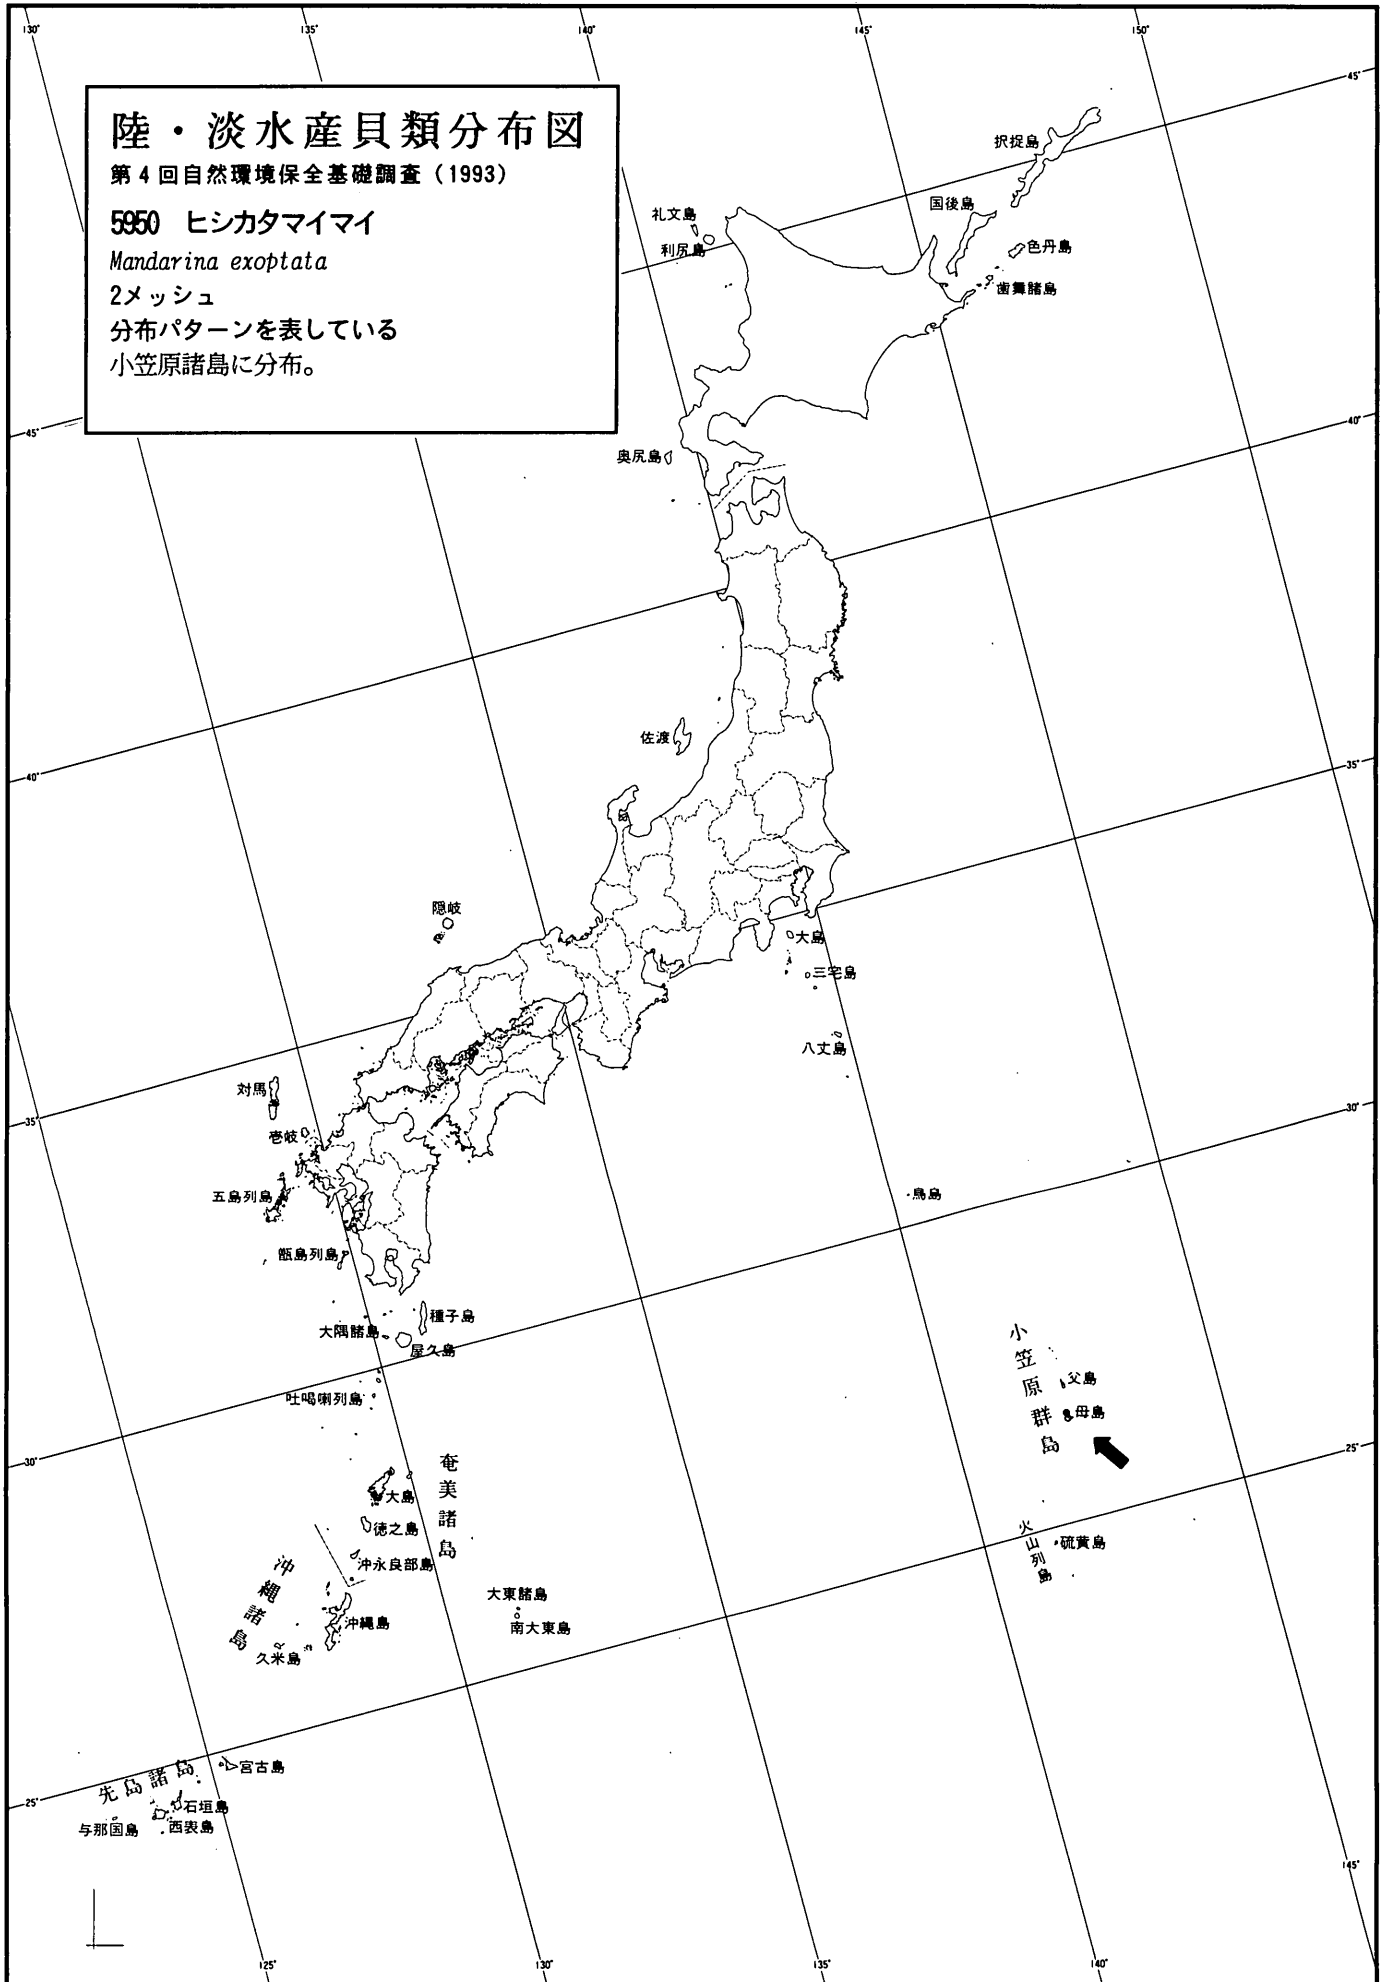 130°
135°
140°
145°
150°
陸・淡水産貝類分布図
第4回自然環境保全基礎調査（1993）
5950 ヒシカタマイマイ
Mandarina exoptata
2メッシュ
分布パターンを表している
小笠原諸島に分布。
45°
択捉島
国後島
礼文島
利尻島
色丹島
歯舞諸島
45°
40°
奥尻島
佐渡
40°
35°
隠岐
大島
三宅島
八丈島
対馬
35°
壱岐
30°
五島列島
鳥島
甑島列島
種子島
大隅諸島
屋久島
吐喝喇列島
小笠原群島
父島
母島
30°
25°
奄美諸島
大島
徳之島
沖永良部島
火山列島
硫黄島
沖縄諸島
沖縄島
久米島
大東諸島
南大東島
先島諸島
宮古島
石垣島
西表島
与那国島
25°
145°
125°
130°
135°
140°